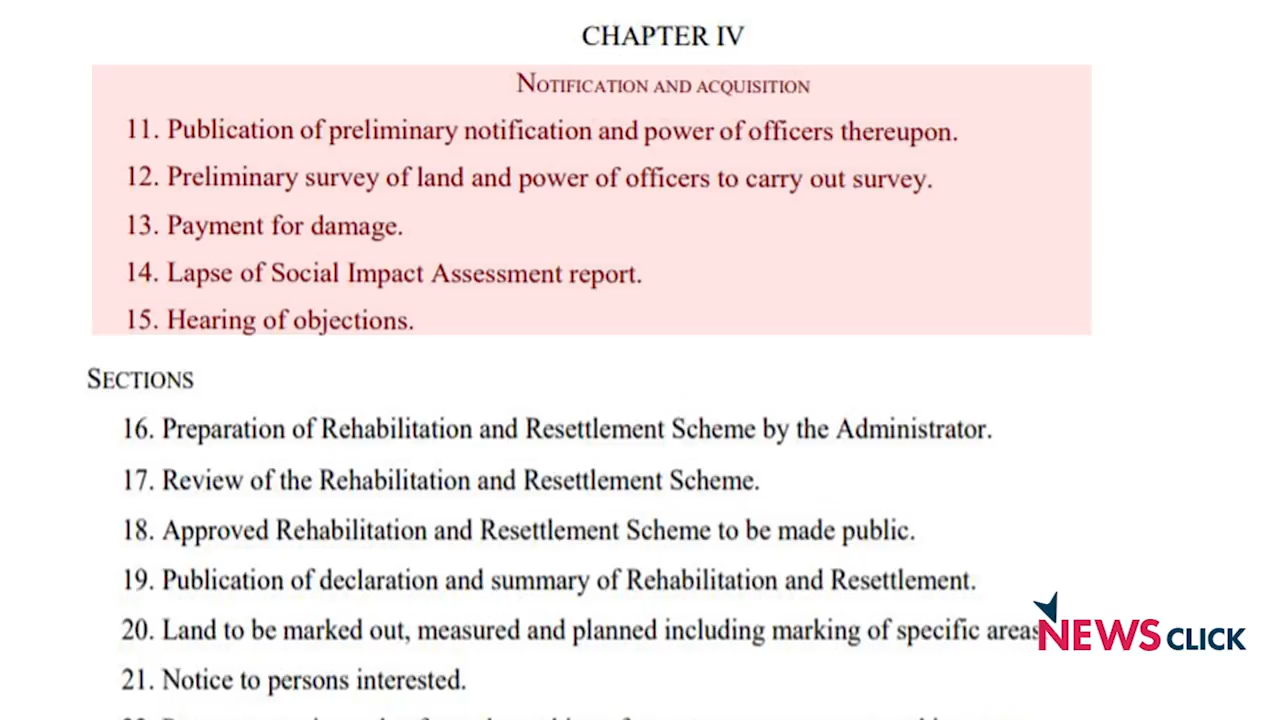 CHAPTER IV
NOTIFICATION AND ACQUISITION
11. Publication of preliminary notification and power of officers thereupon.
12. Preliminary survey of land and power of officers to carry out survey.
13. Payment for damage.
14. Lapse of Social Impact Assessment report.
15. Hearing of objections.
SECTIONS
16. Preparation of Rehabilitation and Resettlement Scheme by the Administrator.
17. Review of the Rehabilitation and Resettlement Scheme.
18. Approved Rehabilitation and Resettlement Scheme to be made public.
19. Publication of declaration and summary of Rehabilitation and Resettlement.
20. Land to be marked out, measured and planned including marking of specific areas
NEWS CLICK
21. Notice to persons interested.